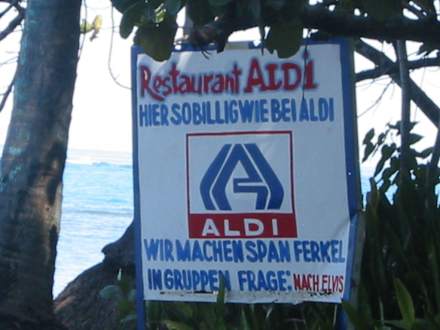 Restaurant ALDI
HIER SO BILLIG WIE BEI ALDI
ALDI
WIR MACHEN SPAN FERKEL
IN GRUPPEN FRAGE: NACH ELVIS